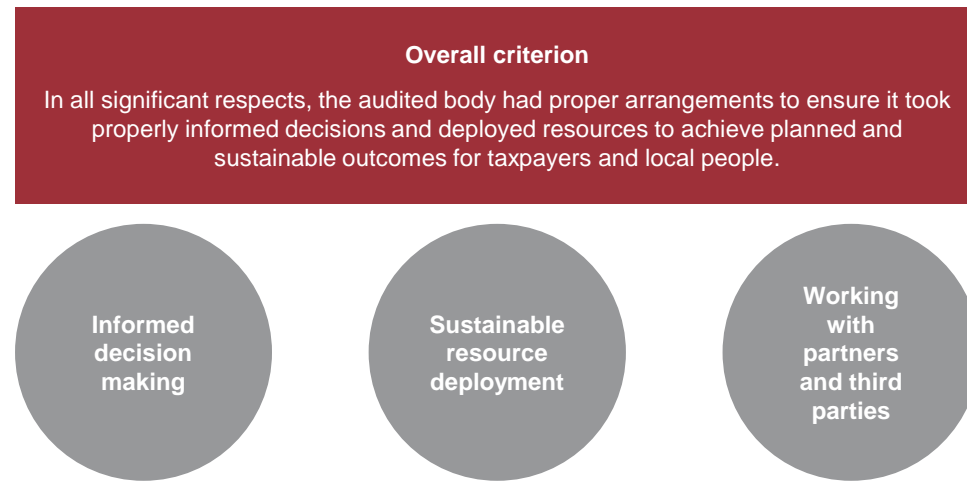 Overall criterion
In all significant respects, the audited body had proper arrangements to ensure it took
properly informed decisions and deployed resources to achieve planned and
sustainable outcomes for taxpayers and local people.
Informed
decision
making
Sustainable
resource
deployment
Working
with
partners
and third
parties